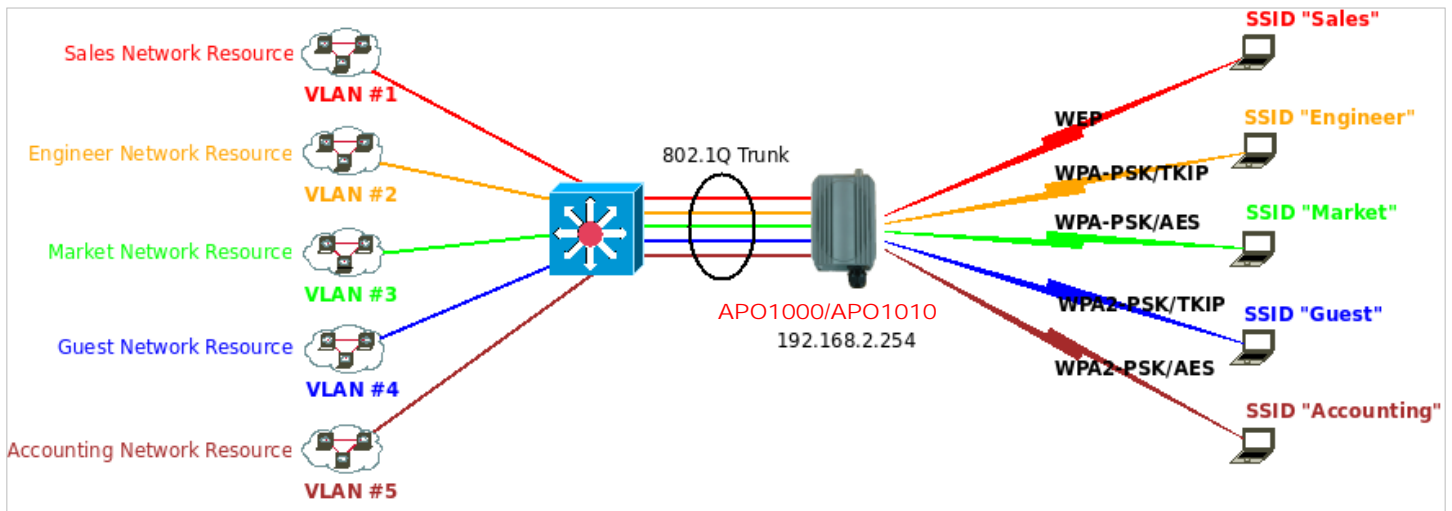 SSID "Sales"
Sales Network Resource
VLAN #1
WEP
SSID "Engineer"
Engineer Network Resource
802.1Q Trunk
WPA-PSK/TKIP
VLAN #2
SSID "Market"
WPA-PSK/AES
Market Network Resource
VLAN #3
WPA2-PSK/TKIP
APO1000/APO1010
SSID "Guest"
192.168.2.254
Guest Network Resource
WPA2-PSK/AES
VLAN #4
SSID "Accounting"
Accounting Network Resource
VLAN #5